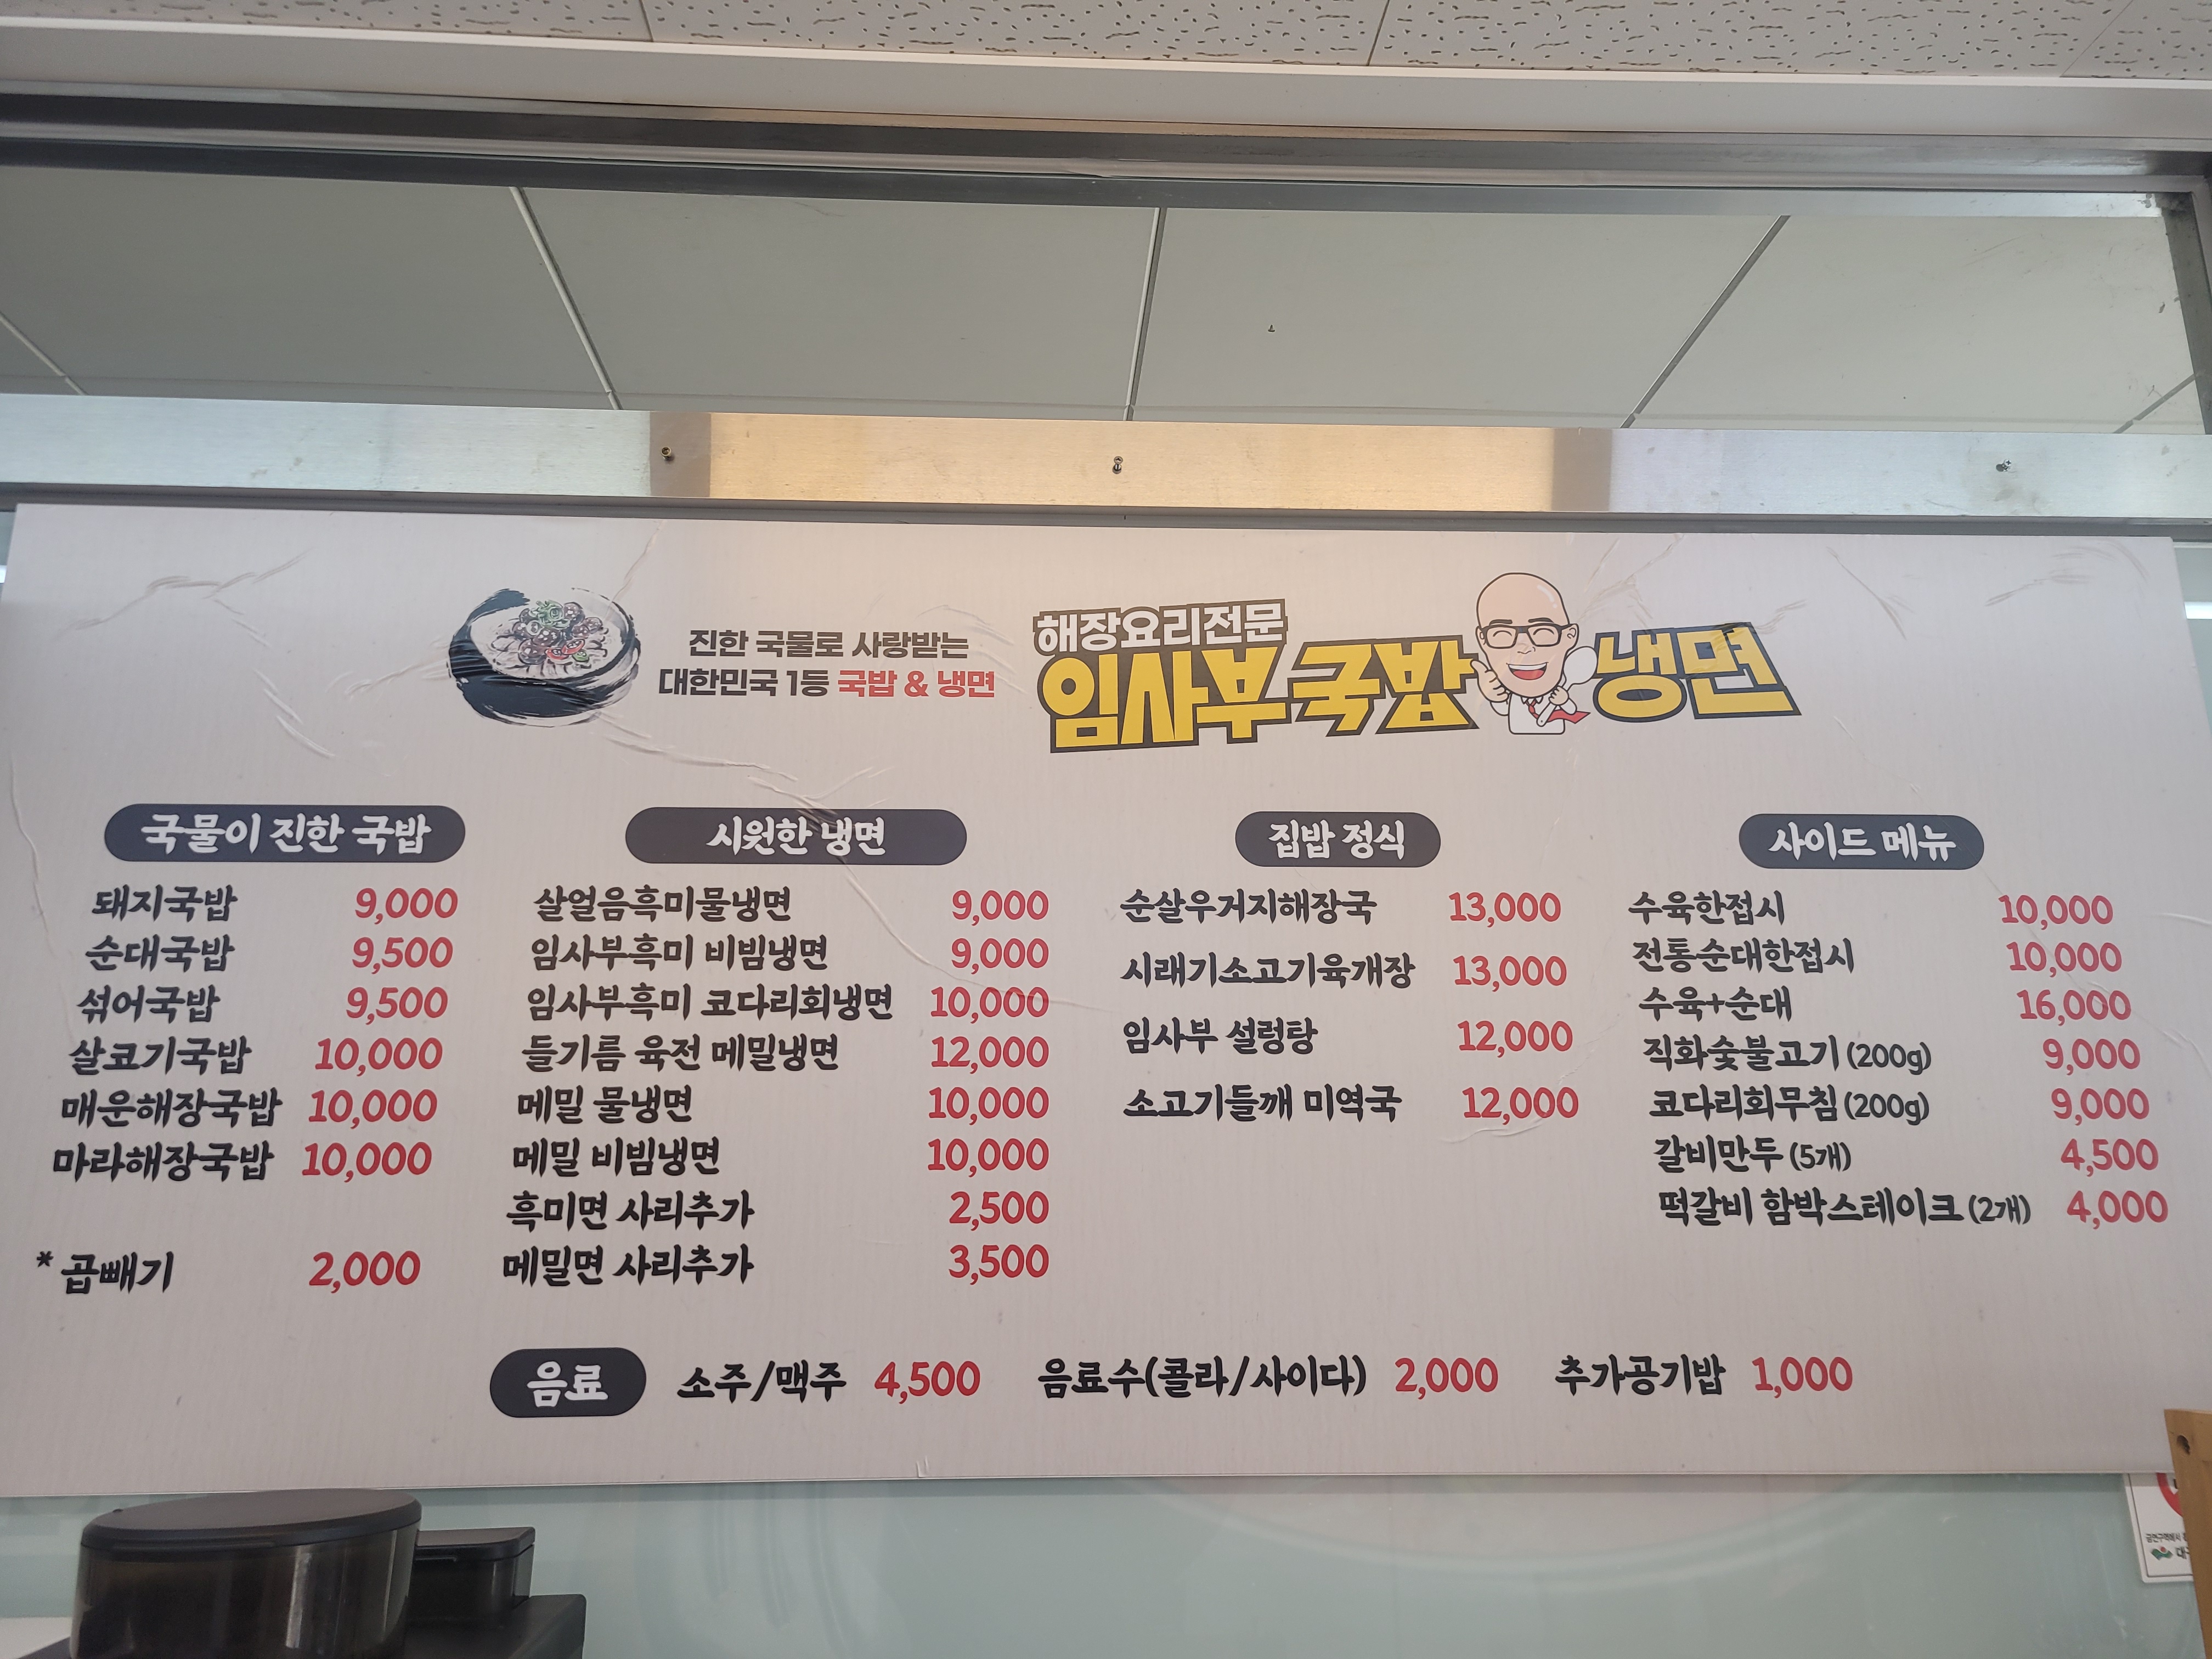 진한 국물로 사랑받는
대한민국 1등 국밥 & 냉면
해장요리전문
임사부국밥 냉면
국물이 진한 국밥
돼지국밥 9,000
순대국밥 9,500
섞어국밥 9,500
살코기국밥 10,000
매운해장국밥 10,000
마라해장국밥 10,000
* 곱빼기 2,000
시원한 냉면
살얼음흑미물냉면 9,000
임사부흑미 비빔냉면 9,000
임사부흑미 코다리회냉면 10,000
들기름 육전 메밀냉면 12,000
메밀 물냉면 10,000
메밀 비빔냉면 10,000
흑미면 사리추가 2,500
메밀면 사리추가 3,500
집밥 정식
순살우거지해장국 13,000
시래기소고기육개장 13,000
임사부 설렁탕 12,000
소고기들깨 미역국 12,000
사이드 메뉴
수육한접시 10,000
전통순대한접시 10,000
수육+순대 16,000
직화숯불고기 (200g) 9,000
코다리회무침 (200g) 9,000
갈비만두 (5개) 4,500
떡갈비 함박스테이크 (2개) 4,000
음료 소주/맥주 4,500 음료수(콜라/사이다) 2,000 추가공기밥 1,000